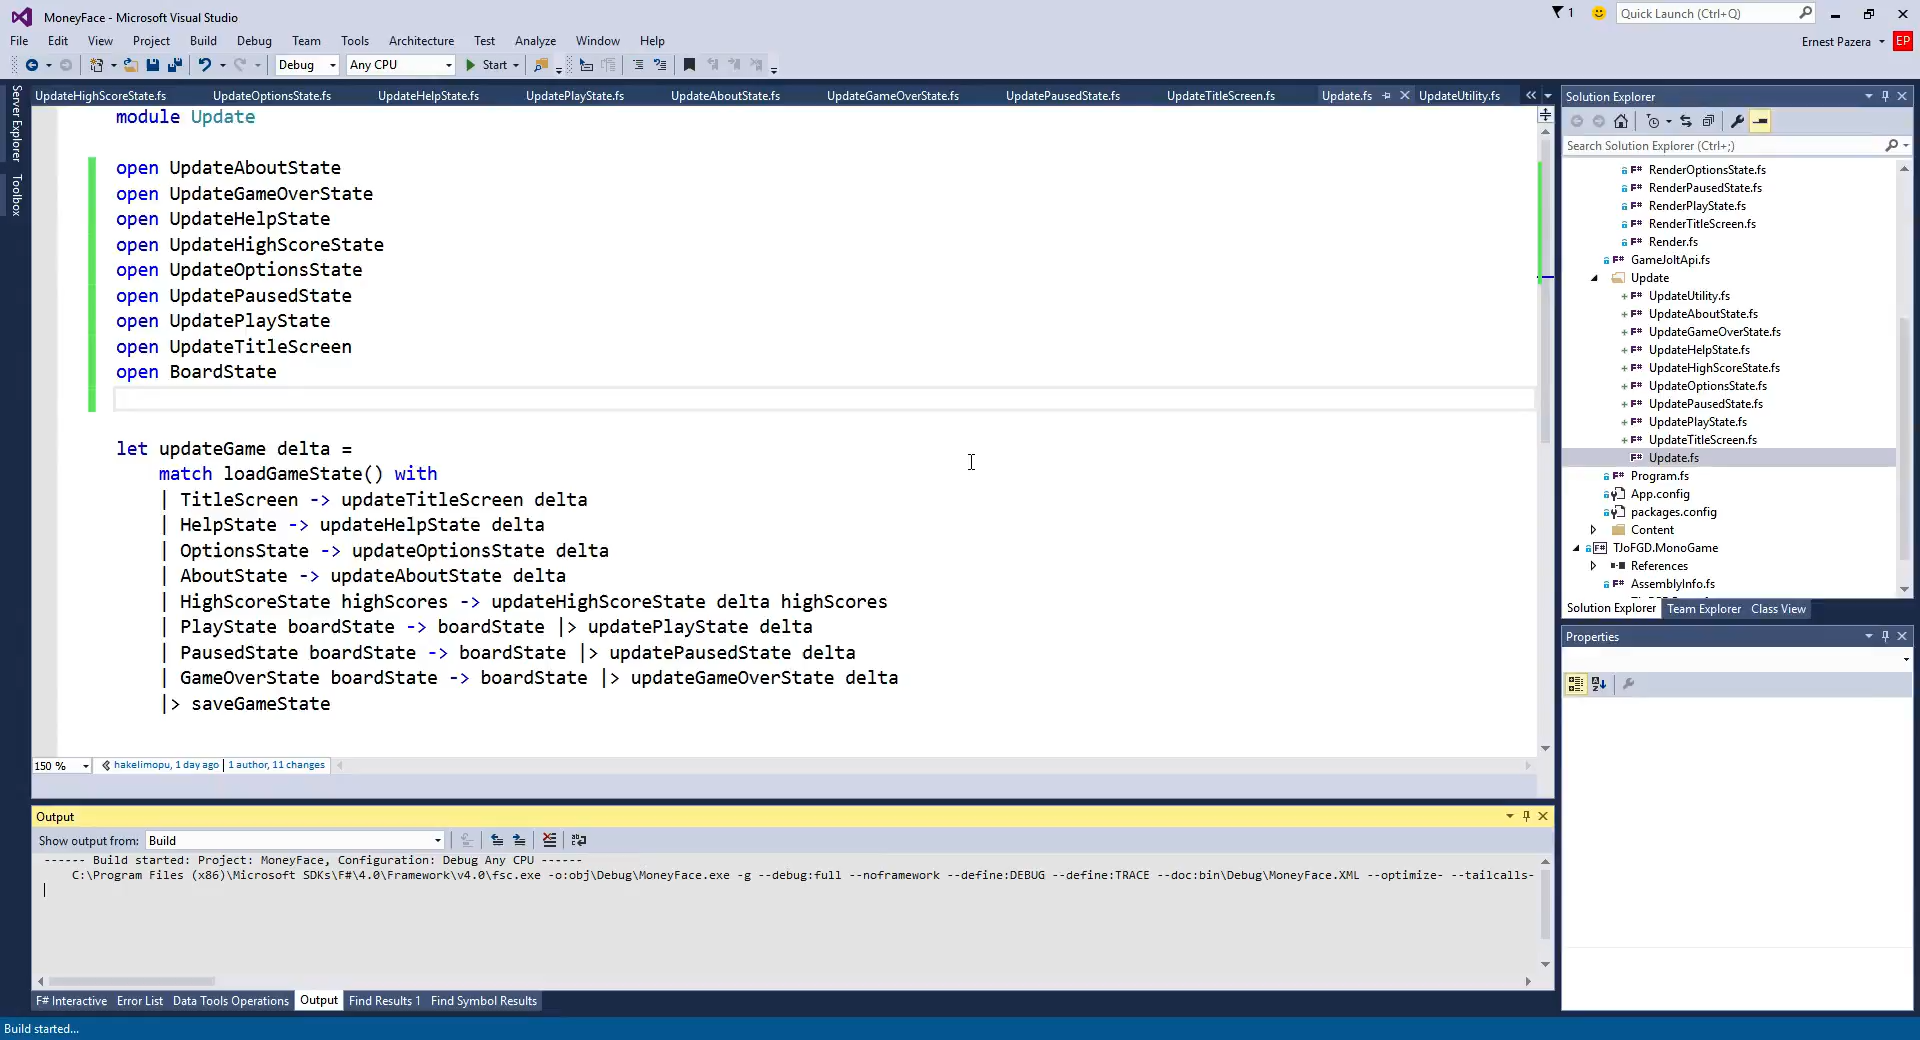 MoneyFace - Microsoft Visual Studio
1
Quick Launch (Ctrl+Q)
File Edit View Project Build Debug Team Tools Architecture Test Analyze Window Help
Ernest Pazera
EP
Debug
Any CPU
Start
Server Explorer
Toolbox
UpdateHighScoreState.fs UpdateOptionsState.fs UpdateHelpState.fs UpdatePlayState.fs UpdateAboutState.fs UpdateGameOverState.fs UpdatePausedState.fs UpdateTitleScreen.fs Update.fs UpdateUtility.fs
module Update
open UpdateAboutState
open UpdateGameOverState
open UpdateHelpState
open UpdateHighScoreState
open UpdateOptionsState
open UpdatePausedState
open UpdatePlayState
open UpdateTitleScreen
open BoardState
let updateGame delta =
match loadGameState() with
| TitleScreen -> updateTitleScreen delta
| HelpState -> updateHelpState delta
| OptionsState -> updateOptionsState delta
| AboutState -> updateAboutState delta
| HighScoreState highScores -> updateHighScoreState delta highScores
| PlayState boardState -> boardState |> updatePlayState delta
| PausedState boardState -> boardState |> updatePausedState delta
| GameOverState boardState -> boardState |> updateGameOverState delta
|> saveGameState
150 %
hakelimopu, 1 day ago | 1 author, 11 changes
Output
Show output from: Build
------ Build started: Project: MoneyFace, Configuration: Debug Any CPU ------
C:\Program Files (x86)\Microsoft SDKs\F#\4.0\Framework\v4.0\fsc.exe -o:obj\Debug\MoneyFace.exe -g --debug:full --noframework --define:DEBUG --define:TRACE --doc:bin\Debug\MoneyFace.XML --optimize- --tailcalls-
F# Interactive Error List Data Tools Operations Output Find Results 1 Find Symbol Results
Build started...
Solution Explorer
Search Solution Explorer (Ctrl+;)
RenderOptionsState.fs
RenderPausedState.fs
RenderPlayState.fs
RenderTitleScreen.fs
Render.fs
GameJoltApi.fs
Update
UpdateUtility.fs
UpdateAboutState.fs
UpdateGameOverState.fs
UpdateHelpState.fs
UpdateHighScoreState.fs
UpdateOptionsState.fs
UpdatePausedState.fs
UpdatePlayState.fs
UpdateTitleScreen.fs
Update.fs
Program.fs
App.config
packages.config
Content
TJoFGD.MonoGame
References
AssemblyInfo.fs
Solution Explorer Team Explorer Class View
Properties